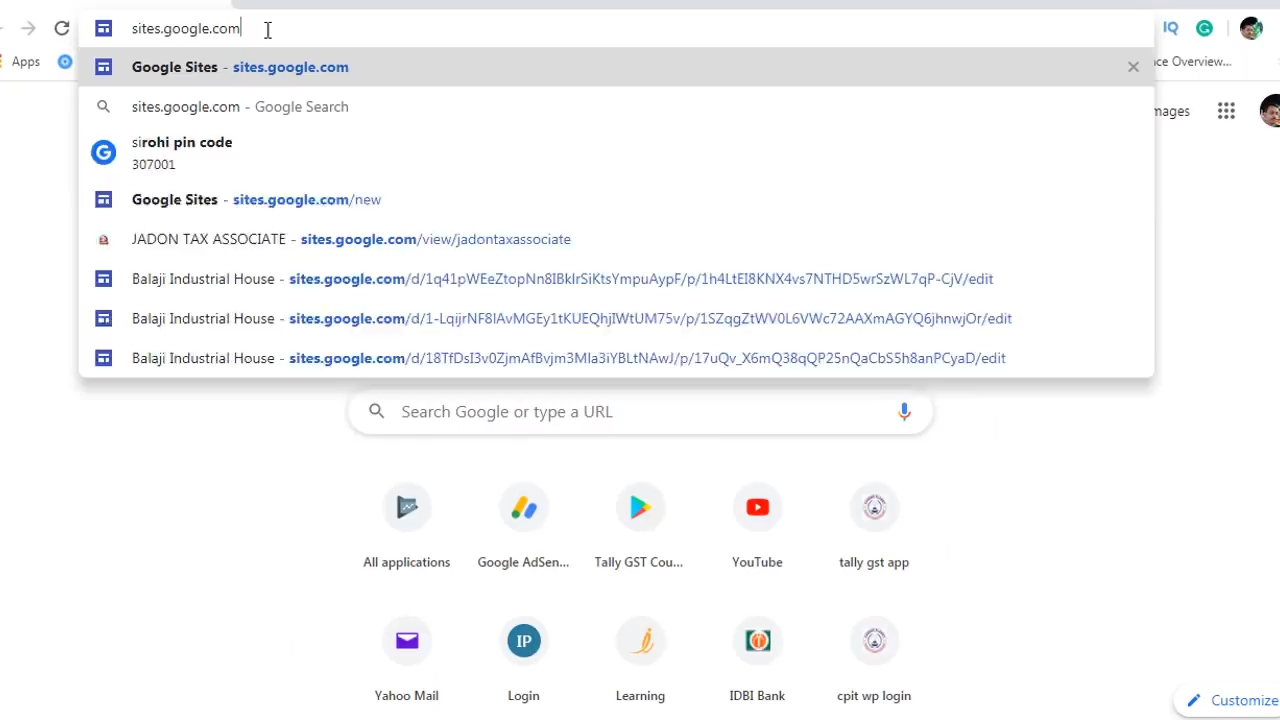 sites.google.com
IQ
Apps
ce Overview...
Google Sites - sites.google.com
sites.google.com - Google Search
mages
sirohi pin code
307001
Google Sites - sites.google.com/new
JADON TAX ASSOCIATE - sites.google.com/view/jadontaxassociate
Balaji Industrial House - sites.google.com/d/1q41pWEeZtopNn8IBkIrSiKtsYmpuAypF/p/1h4LtEI8KNX4vs7NTHD5wrSzWL7qP-CjV/edit
Balaji Industrial House - sites.google.com/d/1-LqijrNF8lAvMGEy1tKUEQhjIWtUM75v/p/1SZqgZtWV0L6VWc72AAXmAGYQ6jhnwjOr/edit
Balaji Industrial House - sites.google.com/d/18TfDsI3v0ZjmAfBvjm3Mla3iYBLtNAwJ/p/17uQv_X6mQ38qQP25nQaCbS5h8anPCyaD/edit
Search Google or type a URL
All applications
Google AdSen...
Tally GST Cou...
YouTube
tally gst app
IP
Yahoo Mail
Login
Learning
IDBI Bank
cpit wp login
Customize